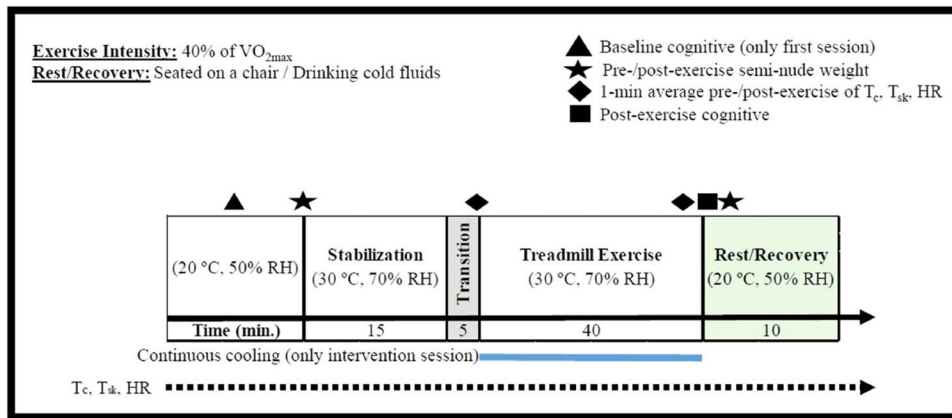 Exercise Intensity: 40% of VO2max
Rest/Recovery: Seated on a chair / Drinking cold fluids
Baseline cognitive (only first session)
Pre-/post-exercise semi-nude weight
1-min average pre-/post-exercise of Tc, Tsk, HR
Post-exercise cognitive
(20 °C, 50% RH)
Stabilization
(30 °C, 70% RH)
Transition
Treadmill Exercise
(30 °C, 70% RH)
Rest/Recovery
(20 °C, 50% RH)
Time (min.) 15 5 40 10
Continuous cooling (only intervention session)
Tc, Tsk, HR